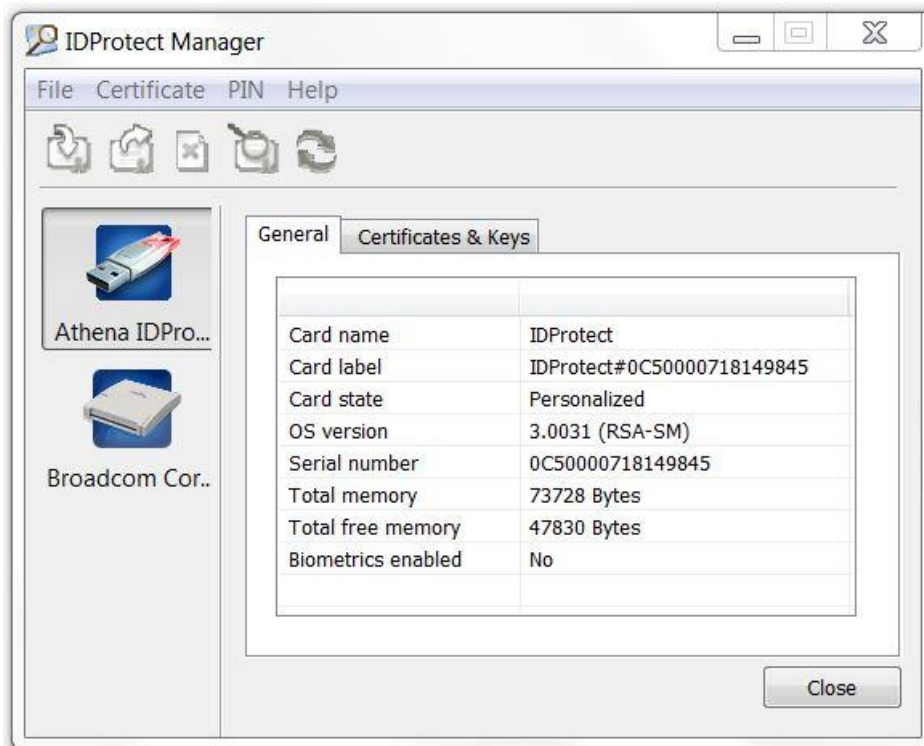 IDProtect Manager
File Certificate PIN Help
Athena IDPro...
Broadcom Cor..
General Certificates & Keys
Card name IDProtect
Card label IDProtect#0C50000718149845
Card state Personalized
OS version 3.0031 (RSA-SM)
Serial number 0C50000718149845
Total memory 73728 Bytes
Total free memory 47830 Bytes
Biometrics enabled No
Close